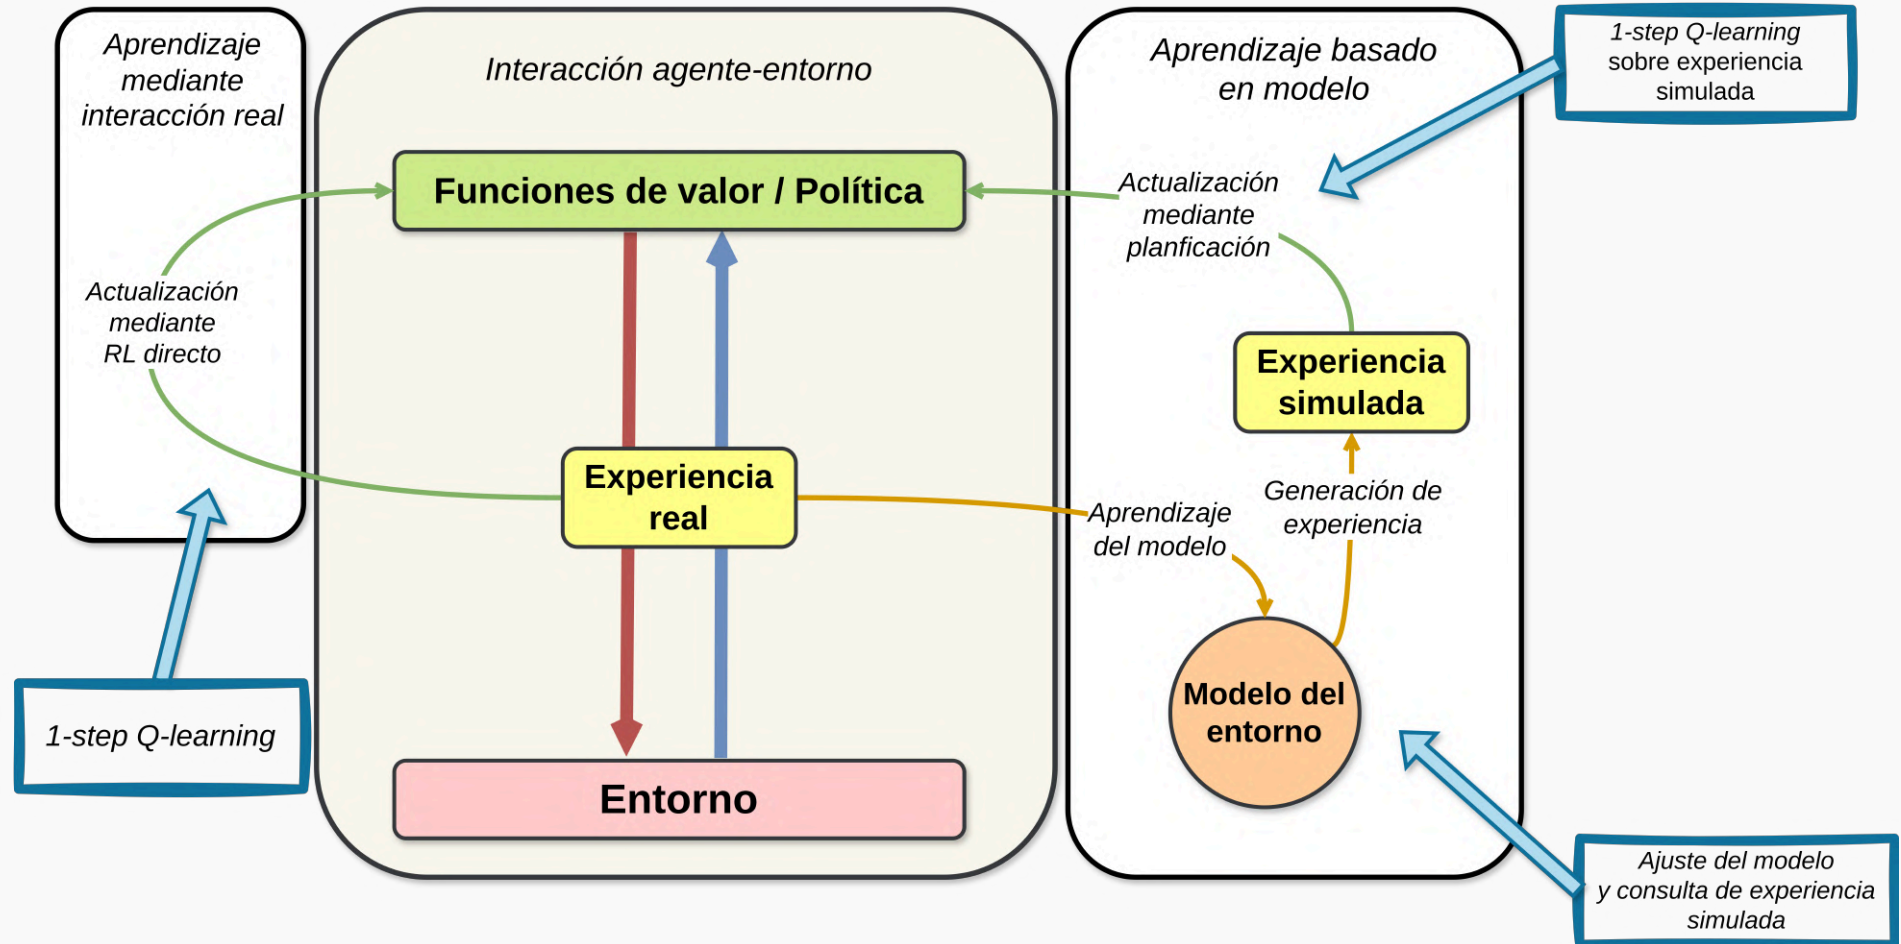 Aprendizaje
mediante
interacción real
Interacción agente-entorno
Aprendizaje basado
en modelo
1-step Q-learning
sobre experiencia
simulada
Funciones de valor / Política
Actualización
mediante
planficación
Actualización
mediante
RL directo
Experiencia
simulada
Experiencia
real
Generación de
experiencia
Aprendizaje
del modelo
Modelo del
entorno
1-step Q-learning
Entorno
Ajuste del modelo
y consulta de experiencia
simulada